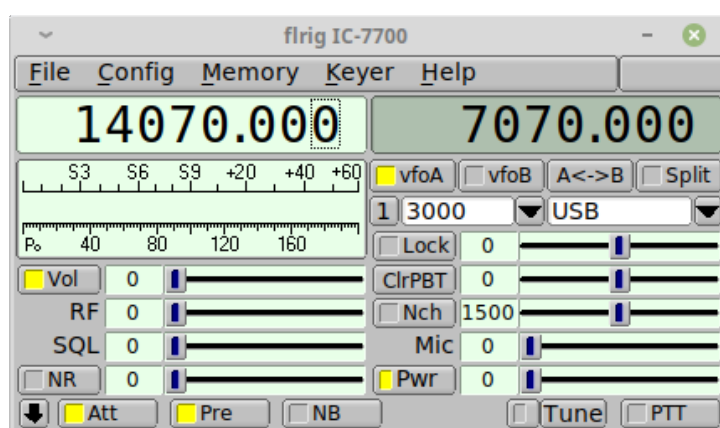 flrig IC-7700
File Config Memory Keyer Help
14070.000 7070.000
S3 S6 S9 +20 +40 +60
vfoA vfoB A<->B Split
1 3000 USB
Po 40 80 120 160
Lock 0
Vol 0 ClrPBT 0
RF 0 Nch 1500
SQL 0 Mic 0
NR 0 Pwr 0
Att Pre NB Tune PTT